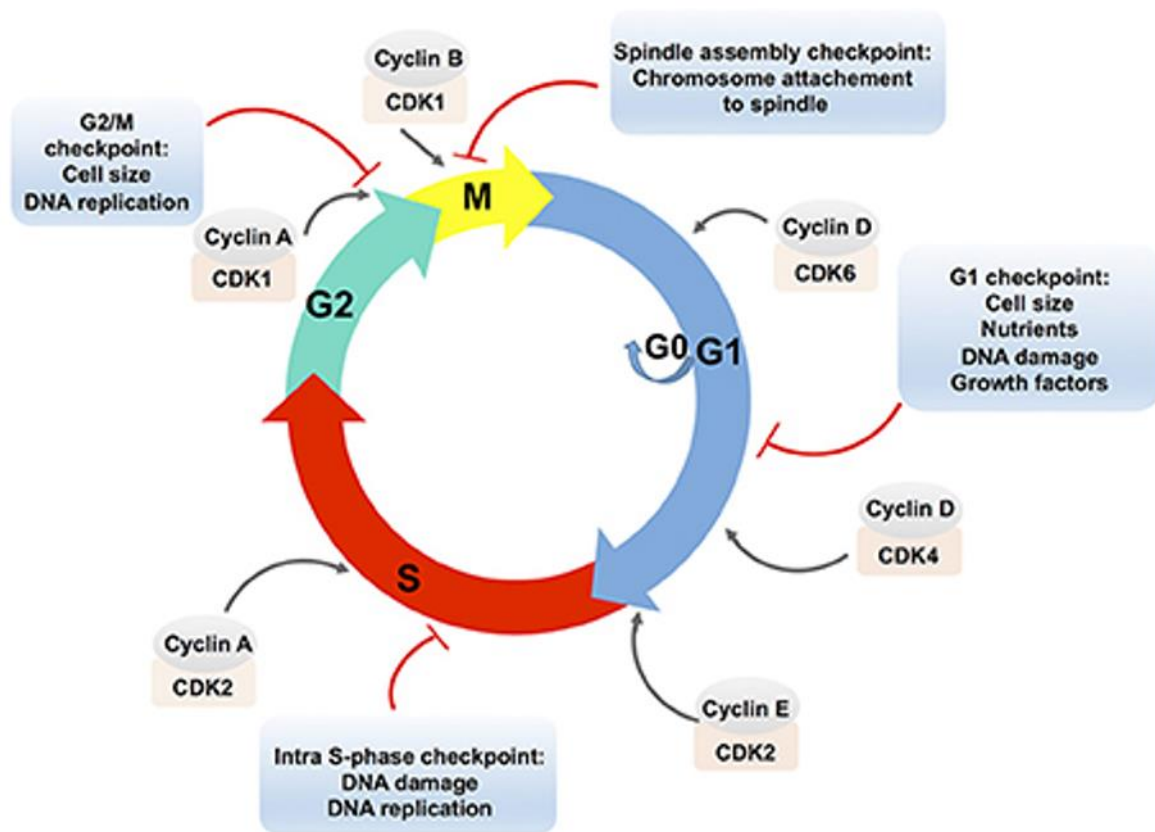 Cyclin B
CDK1
Spindle assembly checkpoint:
Chromosome attachement
to spindle
G2/M
checkpoint:
Cell size
DNA replication
M
Cyclin A
CDK1
Cyclin D
CDK6
G2
G0
G1
G1 checkpoint:
Cell size
Nutrients
DNA damage
Growth factors
Cyclin D
CDK4
S
Cyclin A
CDK2
Cyclin E
CDK2
Intra S-phase checkpoint:
DNA damage
DNA replication